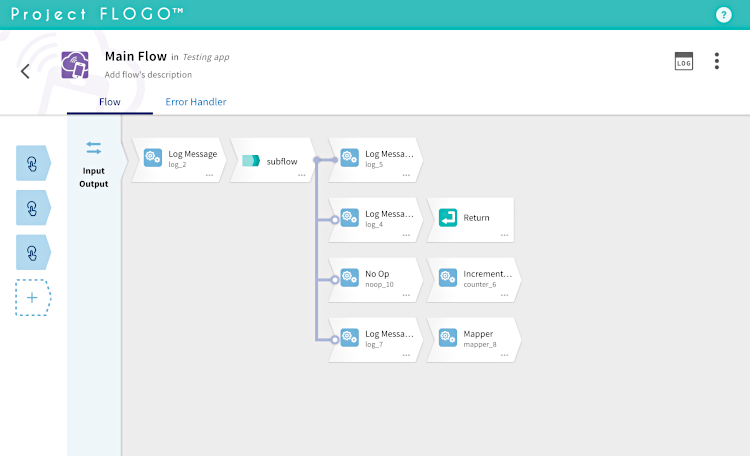 Project FLOGO™
?
Main Flow in Testing app
Add flow's description
LOG
Flow
Error Handler
Input
Output
Log Message
log_2
subflow
Log Messa...
log_5
Log Messa...
log_4
Return
No Op
noop_10
Increment...
counter_6
Log Messa...
log_7
Mapper
mapper_8